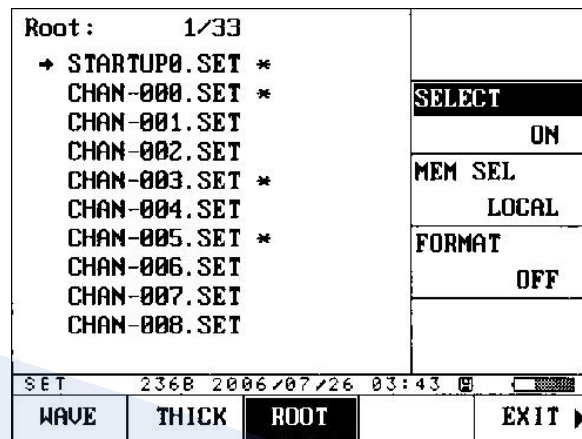 Root: 1/33
→ STARTUP0.SET *
CHAN-000.SET *
CHAN-001.SET
CHAN-002.SET
CHAN-003.SET *
CHAN-004.SET
CHAN-005.SET *
CHAN-006.SET
CHAN-007.SET
CHAN-008.SET
SELECT
ON
MEM SEL
LOCAL
FORMAT
OFF
SET 236B 2006/07/26 03:43
WAVE THICK ROOT EXIT